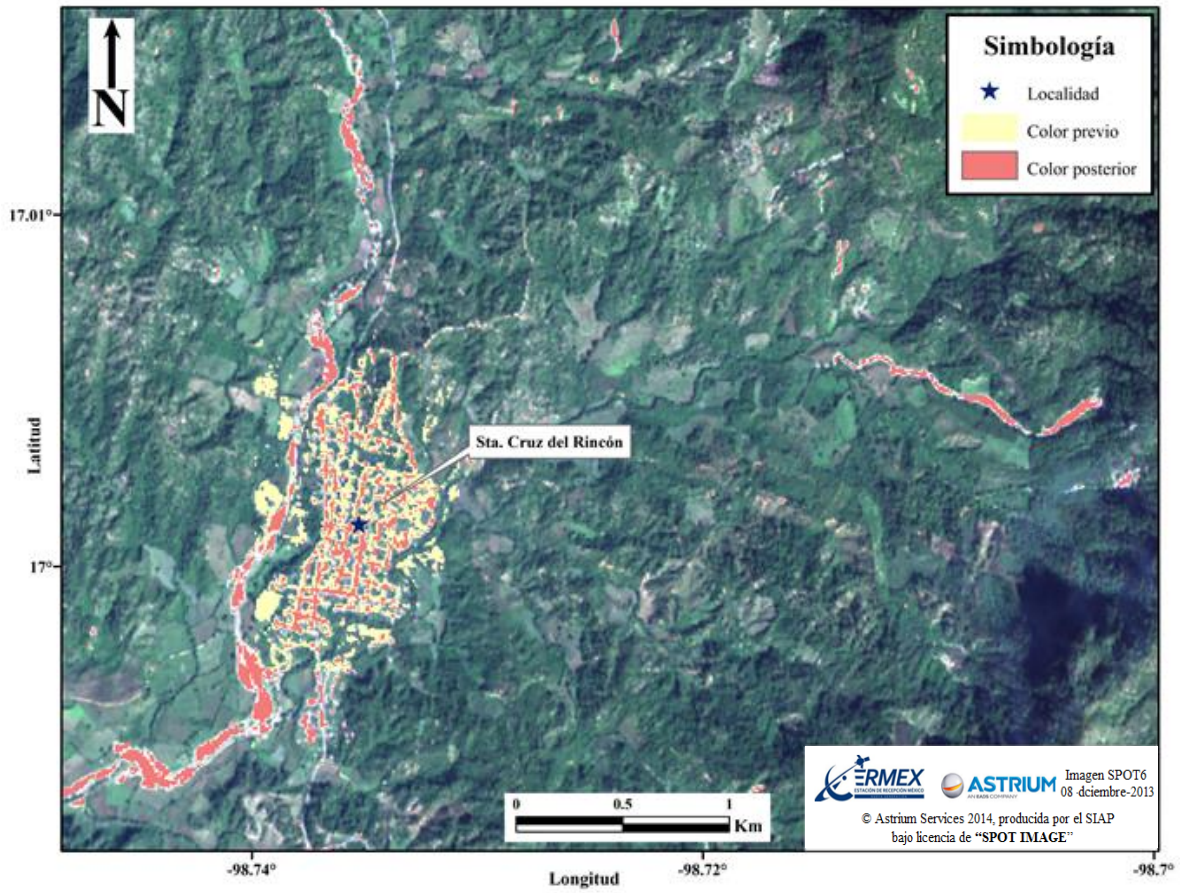 N
Simbología
Localidad
Color previo
Color posterior
17.01°
Sta. Cruz del Rincón
Latitud
17°
0 0.5 1
Km
ERMEX
ESTACIÓN DE RECEPCIÓN MÉXICO
ASTRIUM
AN EADS COMPANY
Imagen SPOT6
08 -dciembre-2013
© Astrium Services 2014, producida por el SIAP
bajo licencia de “SPOT IMAGE”
-98.74° -98.72° -98.7°
Longitud